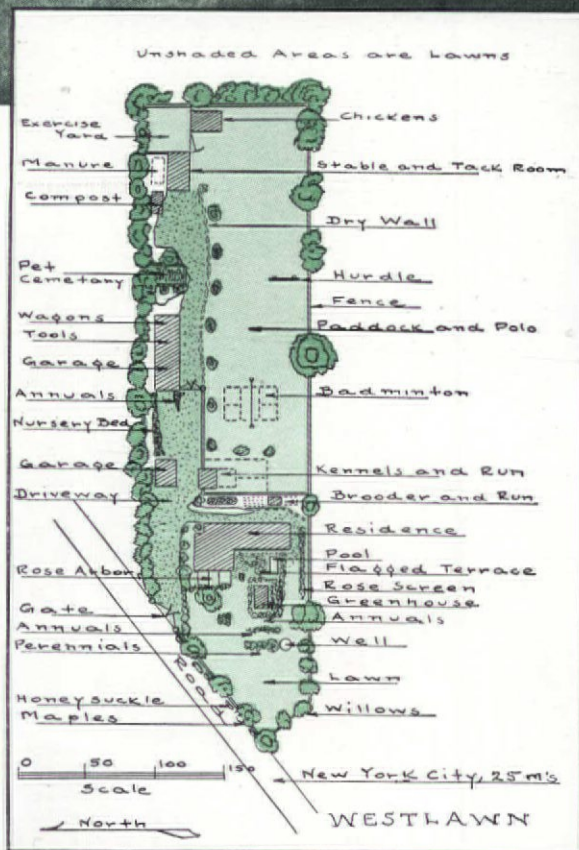 Unshaded Areas are Lawns
Exercise Yard
Manure
Compost
Pet Cemetary
Wagons
Tools
Garage
Annuals
Nursery Bed
Garage
Driveway
Rose Arbor
Gate
Annuals
Perennials
Honeysuckle
Maples
Chickens
Stable and Tack Room
Dry Wall
Hurdle
Fence
Paddock and Polo
Badminton
Kennels and Run
Brooder and Run
Residence
Pool
Flagged Terrace
Rose Screen
Greenhouse
Annuals
Well
Lawn
Willows
Road
New York City, 25 M's
0 50 100 150
Scale
North
WESTLAWN